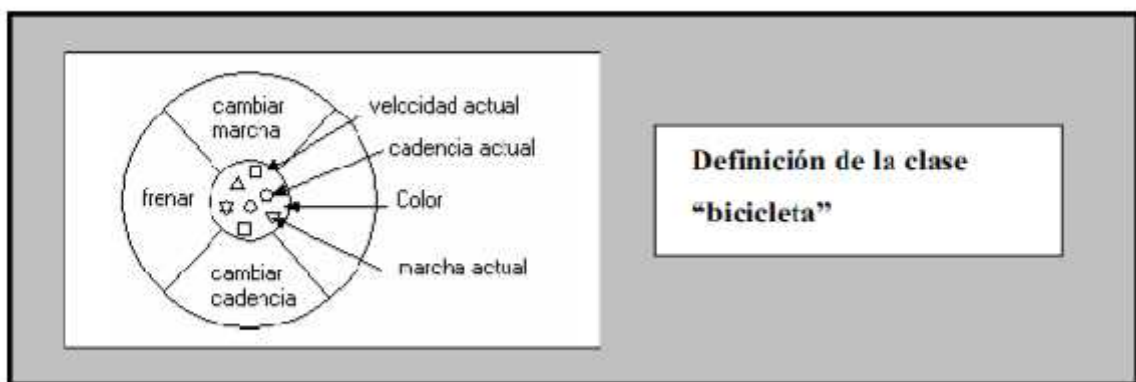 cambiar
marcha
frenar
cambiar
cadencia
velocidad actual
cadencia actual
Color
marcha actual
Definición de la clase
“bicicleta”